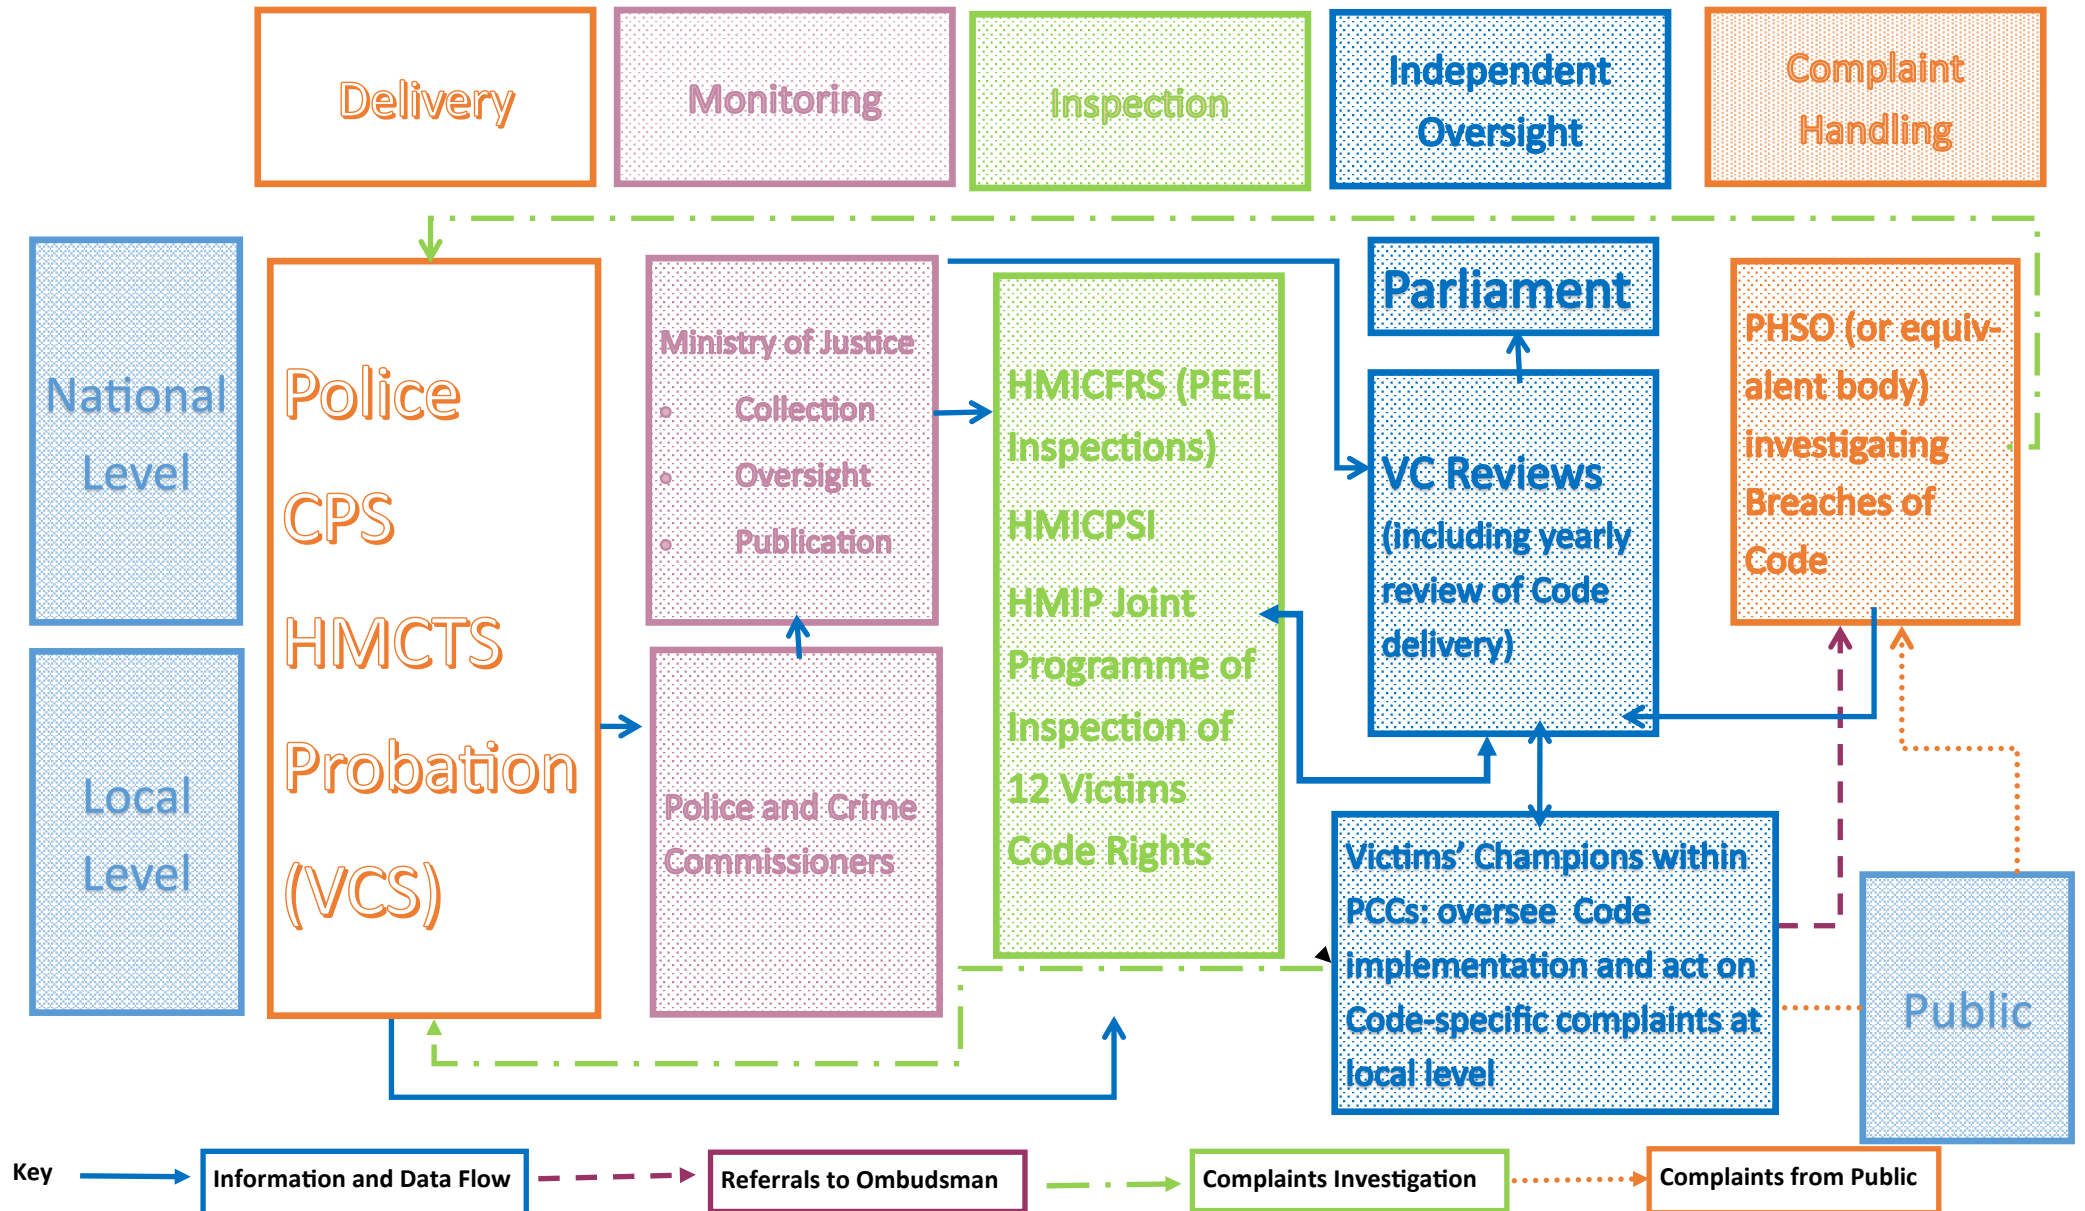 Delivery
Monitoring
Inspection
Independent
Oversight
Complaint
Handling
National
Level
Local
Level
Police
CPS
HMCTS
Probation
(VCS)
Ministry of Justice
• Collection
• Oversight
• Publication
Police and Crime
Commissioners
HMICFRS (PEEL
Inspections)
HMICPSI
HMIP Joint
Programme of
Inspection of
12 Victims
Code Rights
Parliament
VC Reviews
(including yearly
review of Code
delivery)
Victims’ Champions within
PCCs: oversee Code
implementation and act on
Code-specific complaints at
local level
PHSO (or equiv-
alent body)
investigating
Breaches of
Code
Public
Key
Information and Data Flow
Referrals to Ombudsman
Complaints Investigation
Complaints from Public